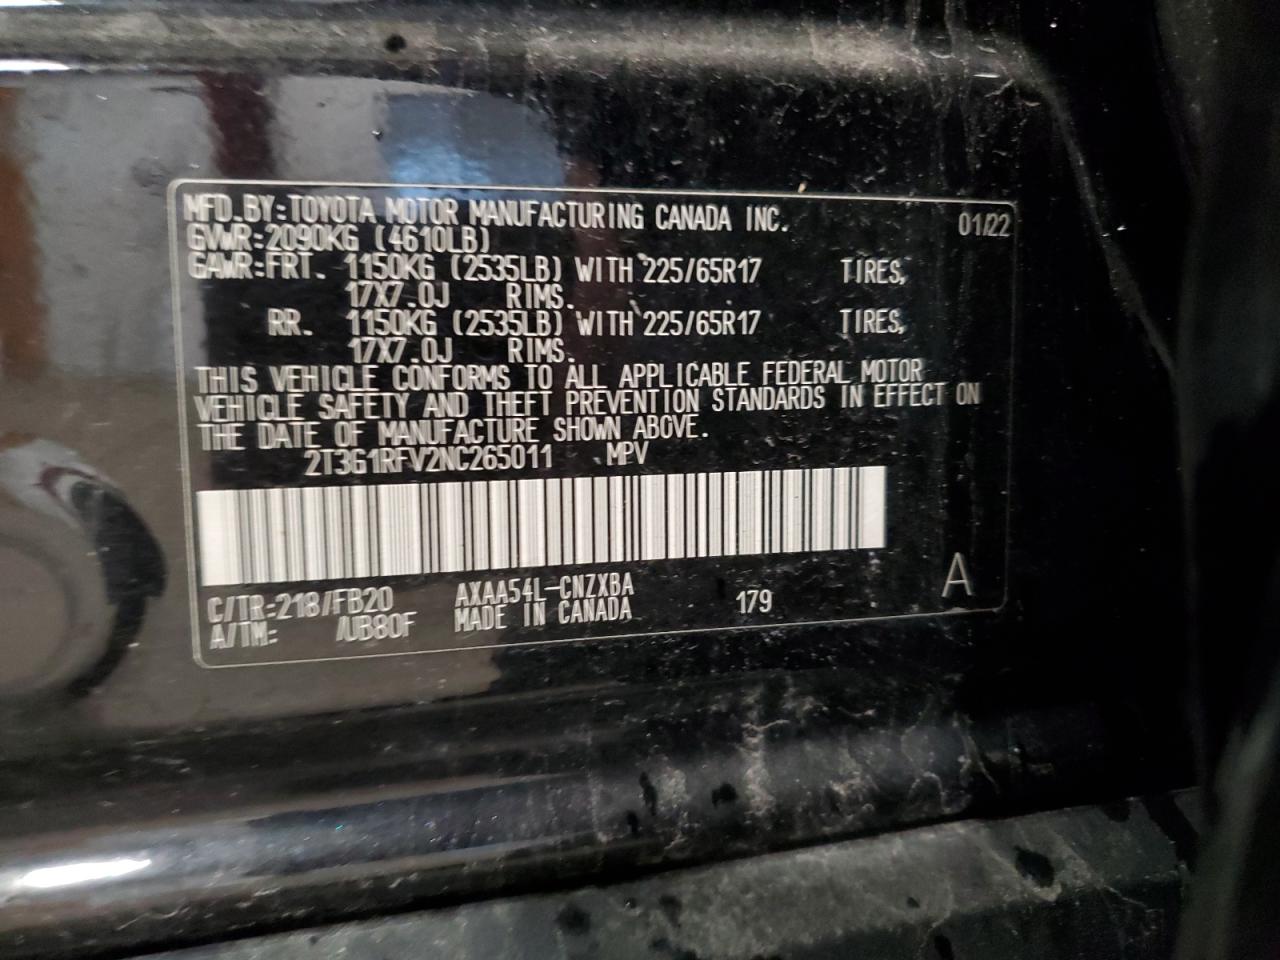 MFD.BY:TOYOTA MOTOR MANUFACTURING CANADA INC. 01/22
GVWR:2090KG (4610LB)
GAWR:FRT. 1150KG (2535LB) WITH 225/65R17 TIRES,
17X7.0J RIMS.
RR. 1150KG (2535LB) WITH 225/65R17 TIRES,
17X7.0J RIMS.
THIS VEHICLE CONFORMS TO ALL APPLICABLE FEDERAL MOTOR
VEHICLE SAFETY AND THEFT PREVENTION STANDARDS IN EFFECT ON
THE DATE OF MANUFACTURE SHOWN ABOVE.
2T3G1RFV2NC265011 MPV
C/TR:218/FB20 AXAA54L-CNZXBA 179 A
A/TM: /UB80F MADE IN CANADA